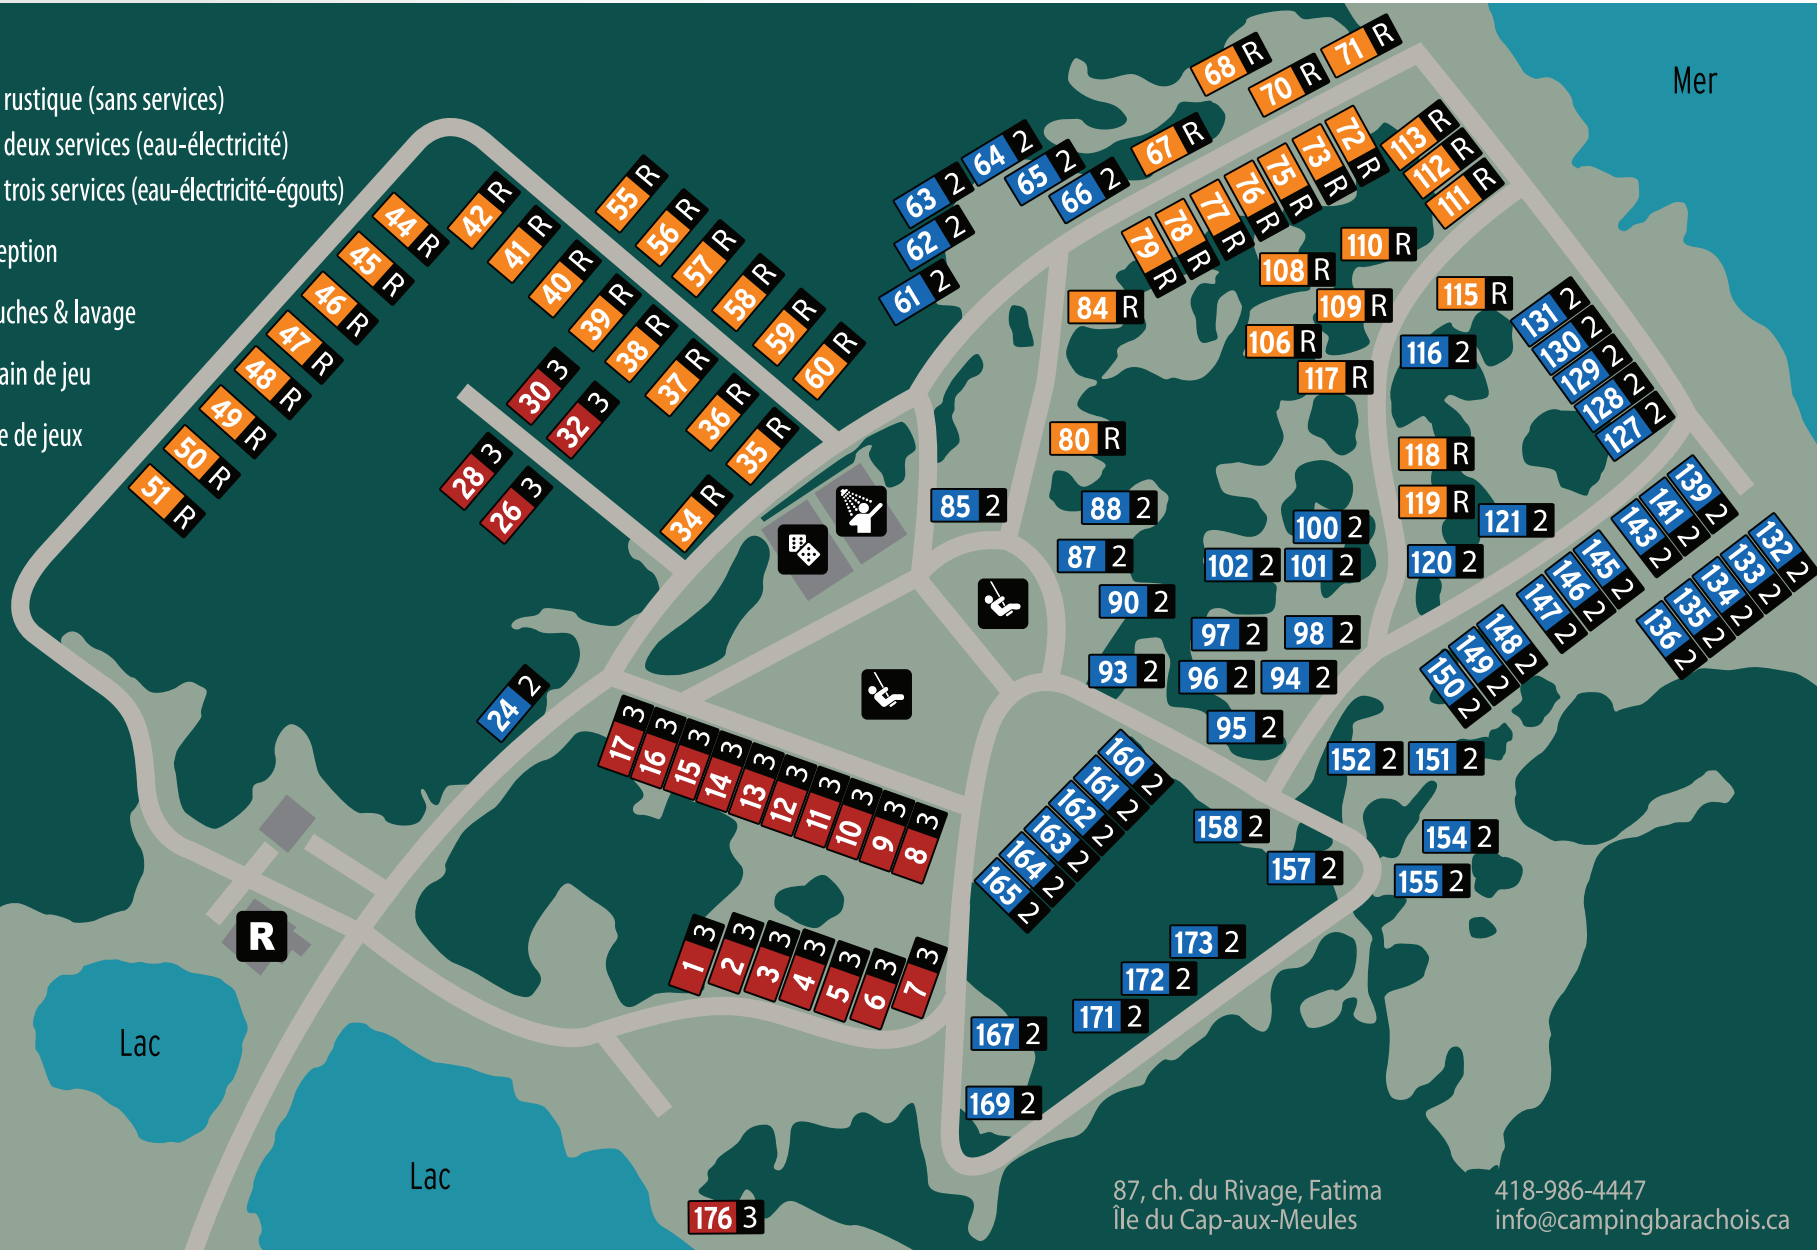 rustique (sans services)
deux services (eau-électricité)
trois services (eau-électricité-égouts)
eption
uches & lavage
ain de jeu
e de jeux
Mer
68 R
70 R
71 R
67 R
72 R
73 R
75 R
76 R
77 R
78 R
79 R
113 R
112 R
111 R
110 R
108 R
109 R
106 R
117 R
115 R
116 2
131 2
130 2
129 2
128 2
127 2
64 2
65 2
66 2
63 2
62 2
61 2
84 R
80 R
55 R
56 R
57 R
58 R
59 R
60 R
42 R
41 R
40 R
39 R
38 R
37 R
36 R
35 R
34 R
44 R
45 R
46 R
47 R
48 R
49 R
50 R
51 R
30 3
32 3
28 3
26 3
24 2
85 2
88 2
87 2
90 2
93 2
100 2
102 2
101 2
97 2
98 2
96 2
94 2
95 2
118 R
119 R
121 2
120 2
139 2
141 2
143 2
145 2
146 2
147 2
148 2
149 2
150 2
132 2
133 2
134 2
135 2
136 2
152 2
151 2
154 2
155 2
158 2
157 2
160 2
161 2
162 2
163 2
164 2
165 2
17 3
16 3
15 3
14 3
13 3
12 3
11 3
10 3
9 3
8 3
1 3
2 3
3 3
4 3
5 3
6 3
7 3
173 2
172 2
171 2
167 2
169 2
R
Lac
Lac
176 3
87, ch. du Rivage, Fatima
Île du Cap-aux-Meules
418-986-4447
info@campingbarachois.ca